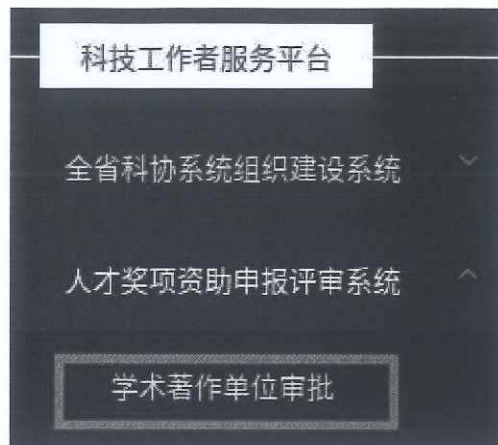 科技工作者服务平台
全省科协系统组织建设系统
人才奖项资助申报评审系统
学术著作单位审批